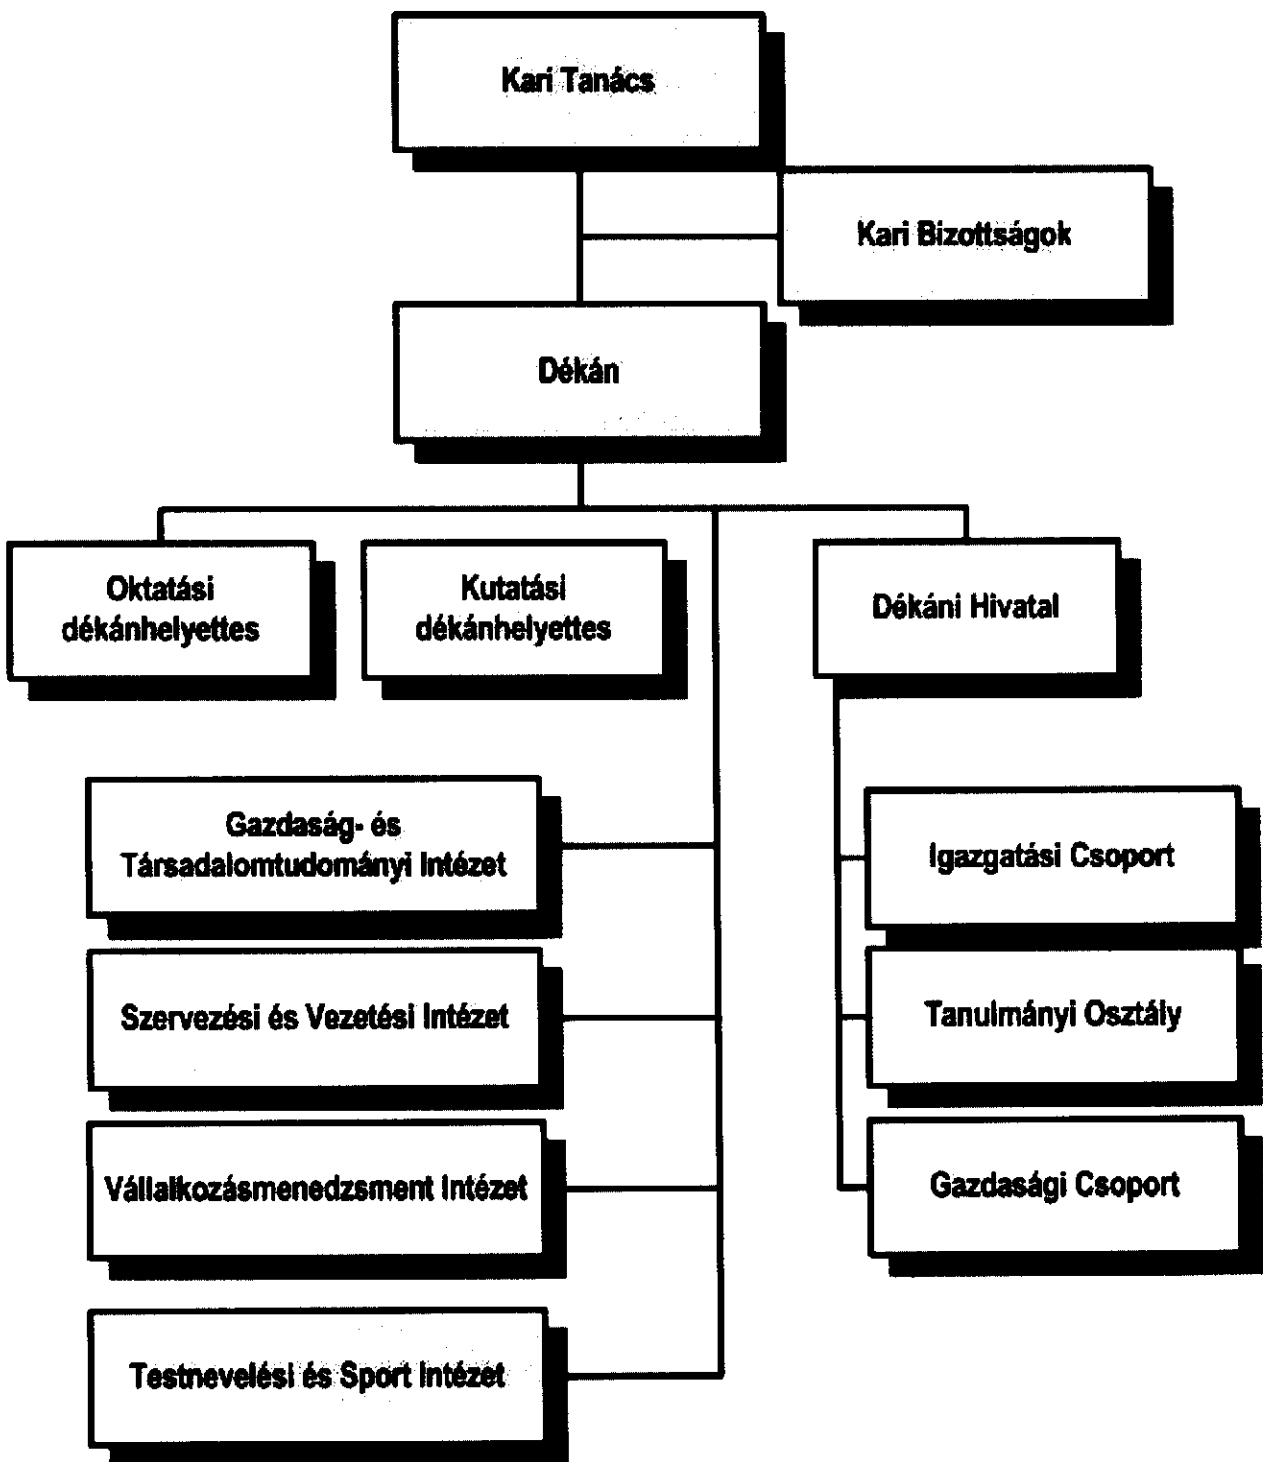 Kari Tanács
Kari Bizottságok
Dékán
Oktatási
dékánhelyettes
Kutatási
dékánhelyettes
Dékáni Hivatal
Gazdaság- és
Társadalomtudományi Intézet
Szervezési és Vezetési Intézet
Vállalkozásmenedzsment Intézet
Testnevelési és Sport Intézet
Igazgatási Csoport
Tanulmányi Osztály
Gazdasági Csoport